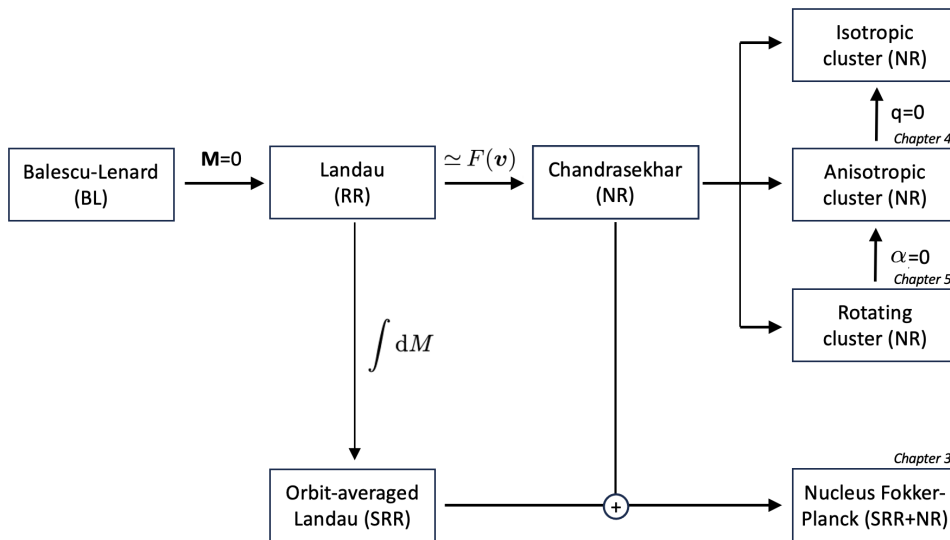 Isotropic
cluster (NR)
q=0
Chapter 4
Balescu-Lenard
(BL)
M=0
Landau
(RR)
≃ F(v)
Chandrasekhar
(NR)
Anisotropic
cluster (NR)
α=0
Chapter 5
Rotating
cluster (NR)
∫ dM
Chapter 3
Orbit-averaged
Landau (SRR)
+
Nucleus Fokker-
Planck (SRR+NR)